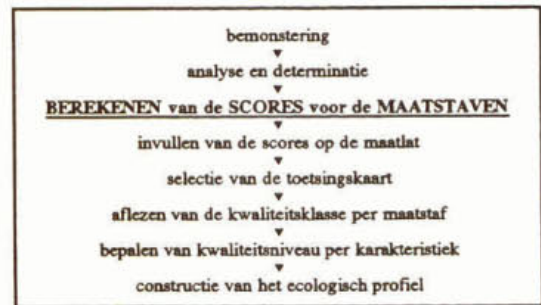 bemonstering
analyse en determinatie
BEREKENEN van de SCORES voor de MAATSTAVEN
invullen van de scores op de maatlat
selectie van de toetsingskaart
aflezen van de kwaliteitsklasse per maatstaf
bepalen van kwaliteitsniveau per karakteristiek
constructie van het ecologisch profiel